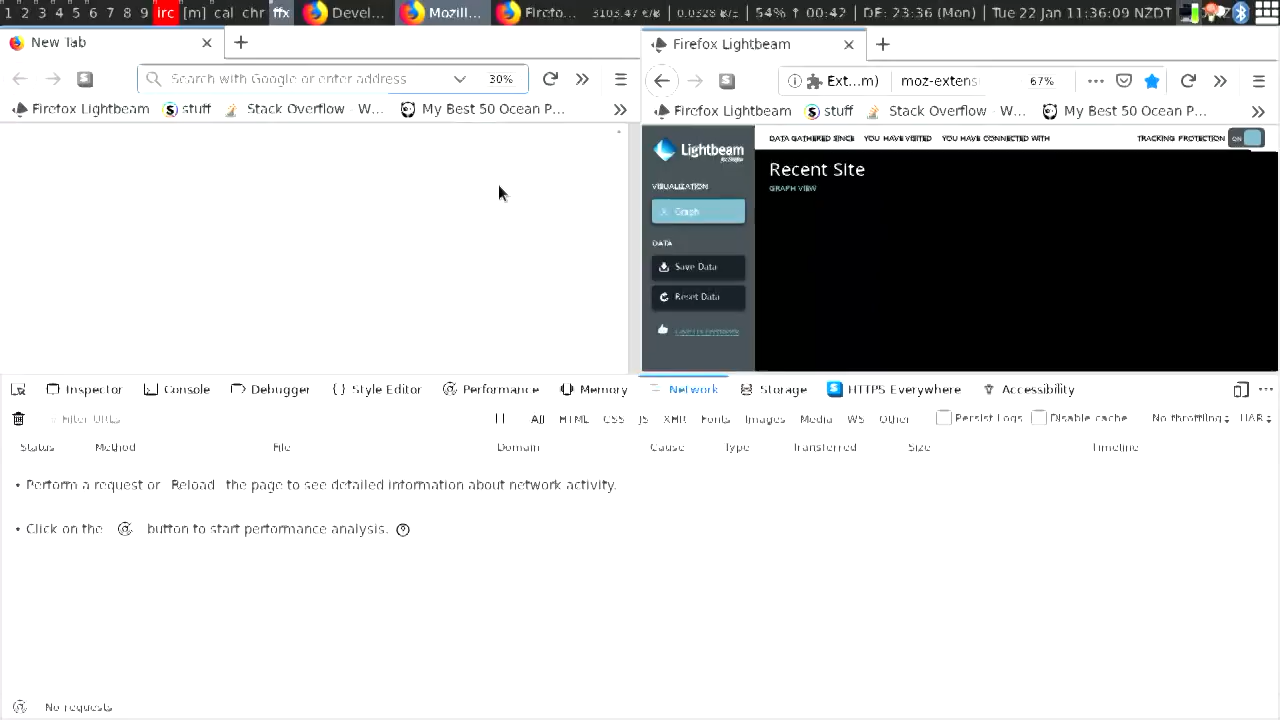 1 2 3 4 5 6 7 8 9 irc [m] cal chr ffx Devel... Mozill... Firefo... 54% ↑ 00:42 | DE: 23:36 (Mon) | Tue 22 Jan 11:36:09 NZDT
New Tab
Search with Google or enter address 30%
Firefox Lightbeam stuff Stack Overflow - W... My Best 50 Ocean P...
Firefox Lightbeam
Ext...m) moz-extens 67%
Firefox Lightbeam stuff Stack Overflow - W... My Best 50 Ocean P...
Lightbeam
VISUALIZATION
Graph
DATA
Save Data
Reset Data
DATA GATHERED SINCE YOU HAVE VISITED YOU HAVE CONNECTED WITH TRACKING PROTECTION ON
Recent Site
GRAPH VIEW
Inspector Console Debugger Style Editor Performance Memory Network Storage HTTPS Everywhere Accessibility
Filter URLs All HTML CSS JS XHR Fonts Images Media WS Other Persist Logs Disable cache No throttling HAR
Status Method File Domain Cause Type Transferred Size Timeline
• Perform a request or Reload the page to see detailed information about network activity.
• Click on the button to start performance analysis.
No requests